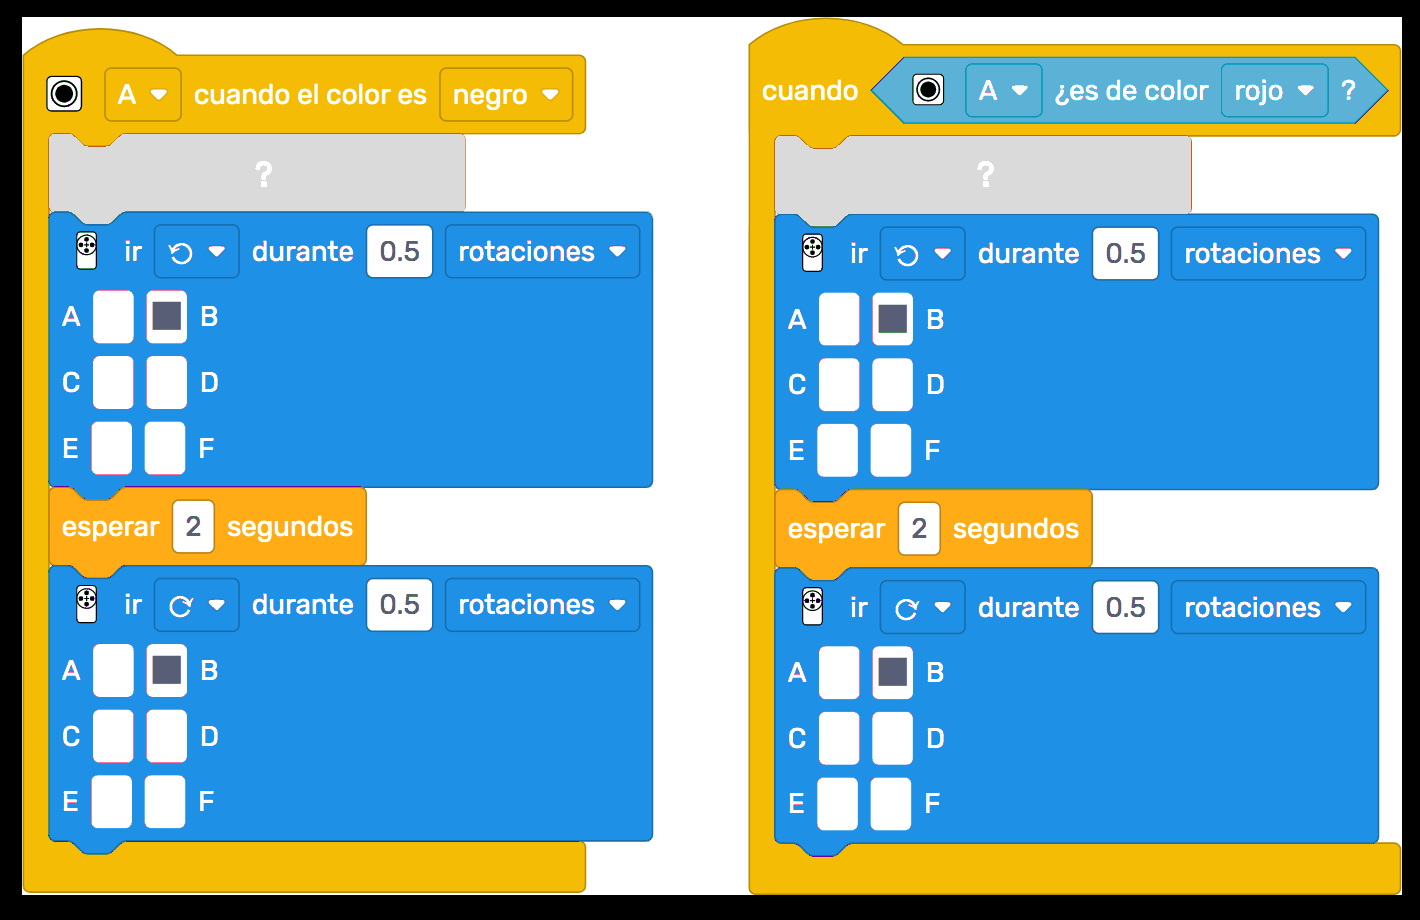 A cuando el color es negro
?
ir durante 0.5 rotaciones
A B
C D
E F
esperar 2 segundos
ir durante 0.5 rotaciones
A B
C D
E F
cuando A ¿es de color rojo ?
?
ir durante 0.5 rotaciones
A B
C D
E F
esperar 2 segundos
ir durante 0.5 rotaciones
A B
C D
E F